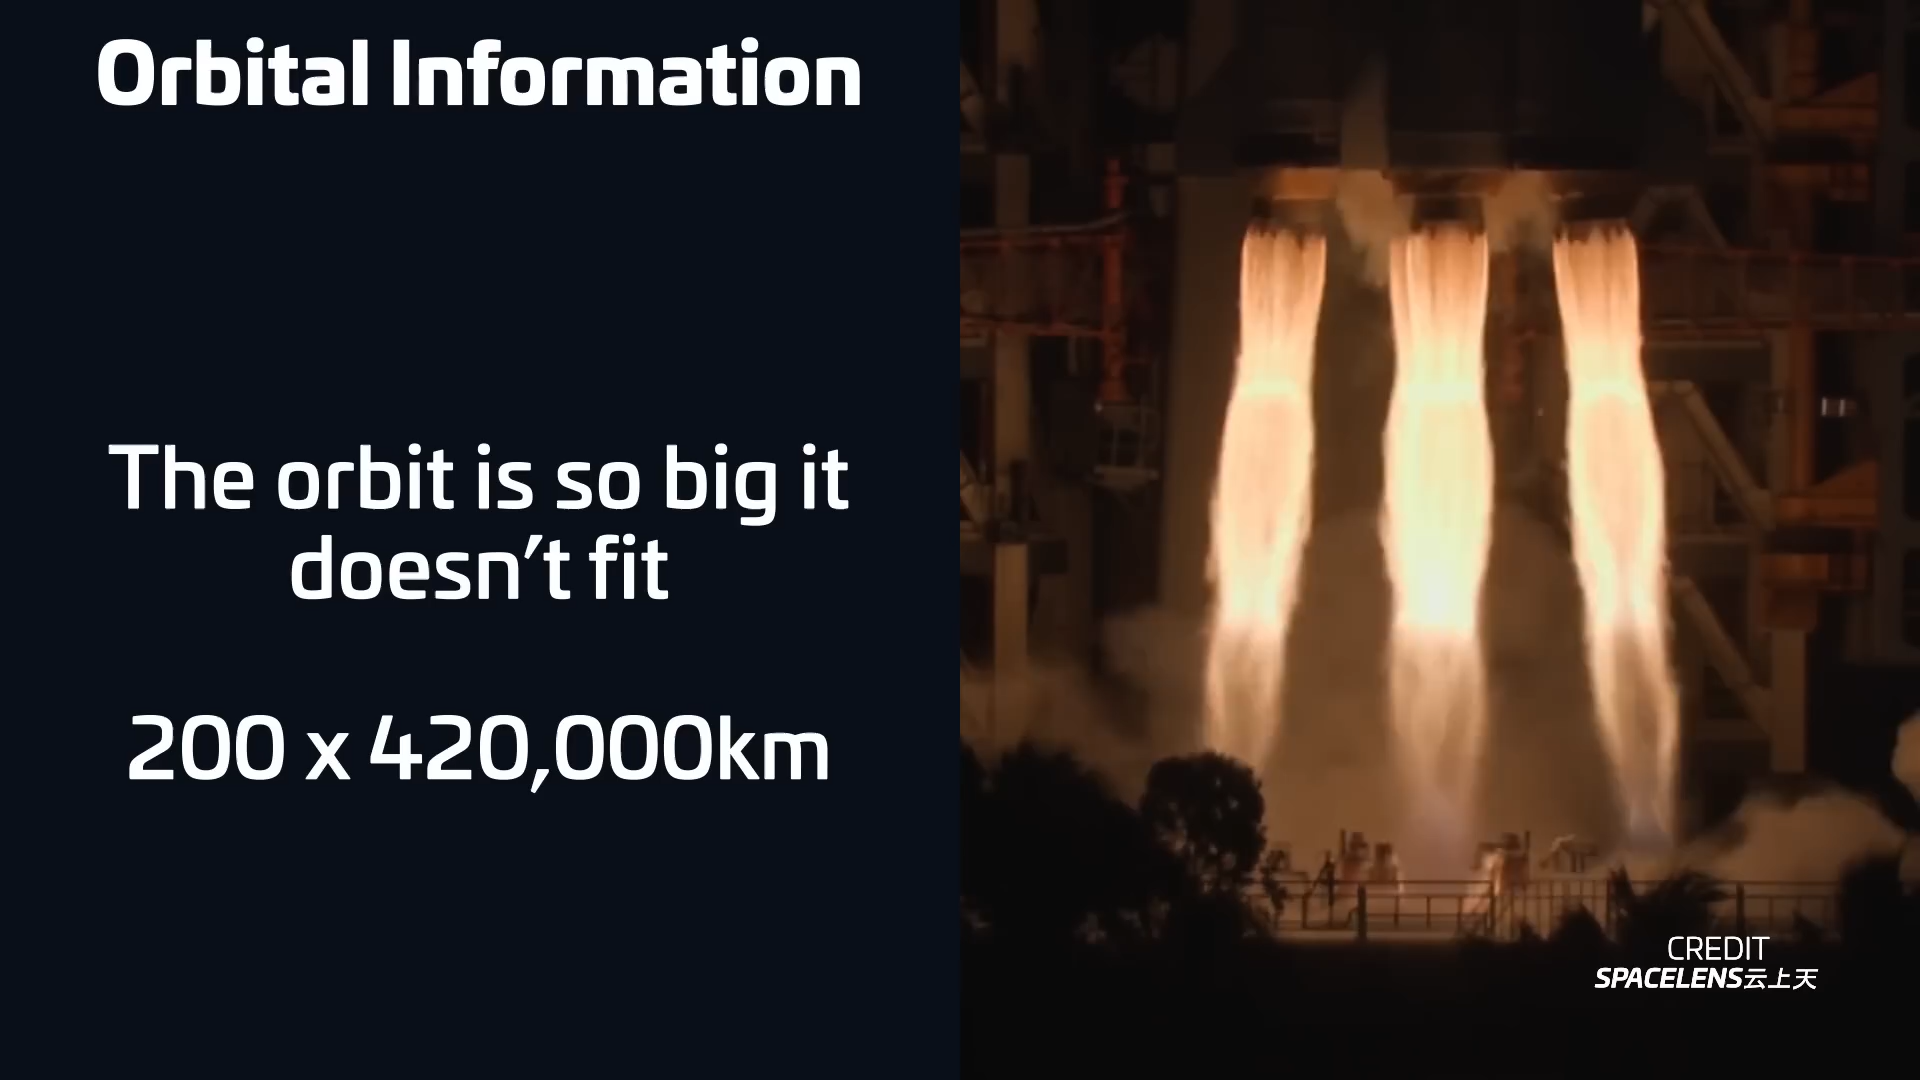 Orbital Information
The orbit is so big it
doesn’t fit
200 x 420,000km
CREDIT
SPACELENS云上天